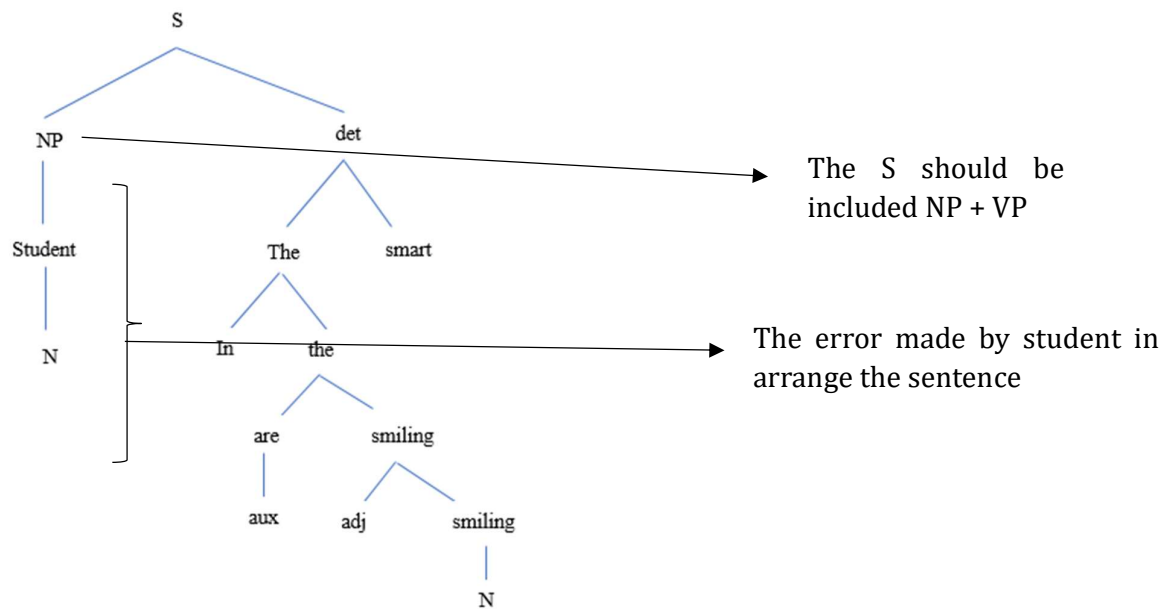 S
NP det
The S should be
included NP + VP
Student The smart
N In the
The error made by student in
arrange the sentence
are smiling
aux adj smiling
N